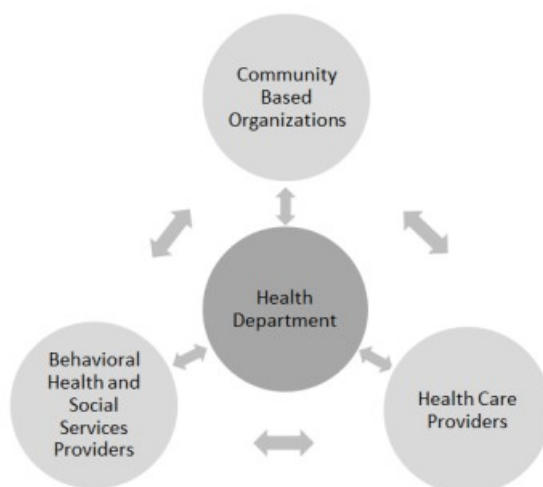 Community
Based
Organizations
Health
Department
Behavioral
Health and
Social
Services
Providers
Health Care
Providers